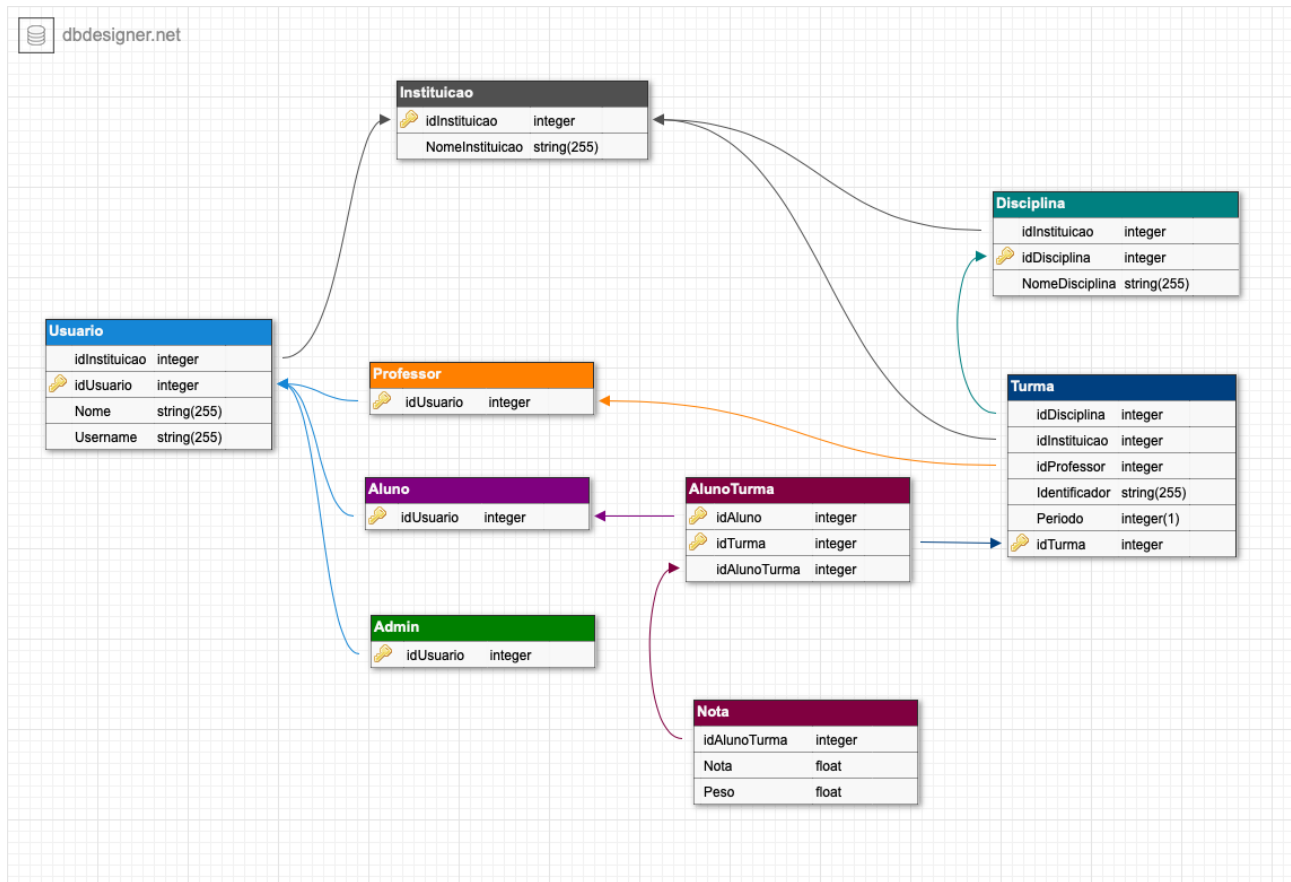 dbdesigner.net
Instituicao
idInstituicao integer
NomeInstituicao string(255)
Disciplina
idInstituicao integer
idDisciplina integer
NomeDisciplina string(255)
Usuario
idInstituicao integer
idUsuario integer
Nome string(255)
Username string(255)
Professor
idUsuario integer
Turma
idDisciplina integer
idInstituicao integer
idProfessor integer
Identificador string(255)
Periodo integer(1)
idTurma integer
Aluno
idUsuario integer
AlunoTurma
idAluno integer
idTurma integer
idAlunoTurma integer
Admin
idUsuario integer
Nota
idAlunoTurma integer
Nota float
Peso float